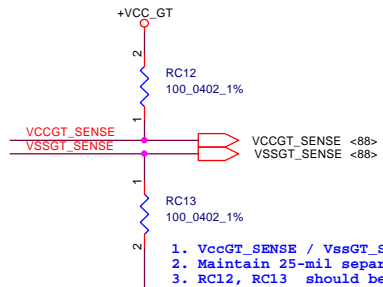 +VCC_GT
2
RC12
100_0402_1%
1
VCCGT_SENSE
VCCGT_SENSE <88>
VSSGT_SENSE
VSSGT_SENSE <88>
1
RC13
100_0402_1%
2
1. VccGT_SENSE / VssGT_S
2. Maintain 25-mil separ
3. RC12, RC13 should be